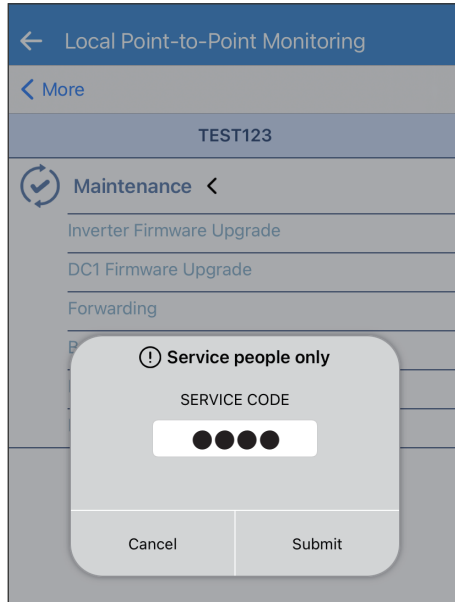 Local Point-to-Point Monitoring
More
TEST123
Maintenance
Inverter Firmware Upgrade
DC1 Firmware Upgrade
Forwarding
Service people only
SERVICE CODE
Cancel
Submit